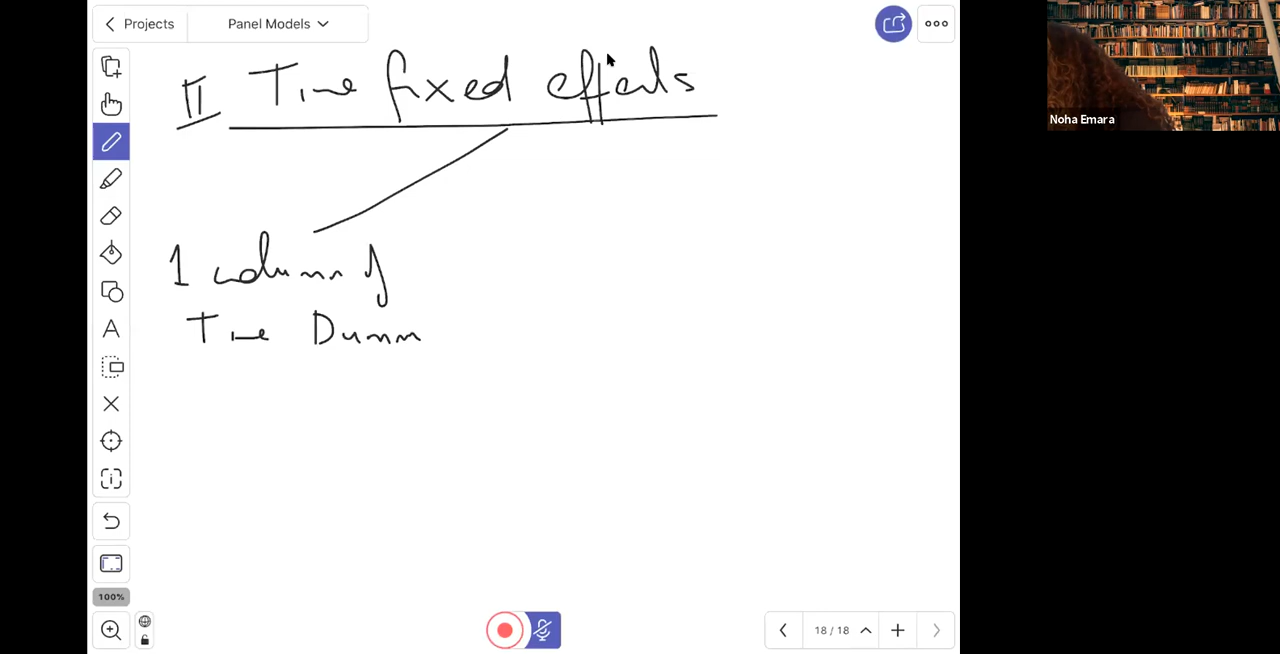 Projects
Panel Models
II Time fixed effects
Noha Emara
1 column of
Time Dumm
A
100%
18 / 18